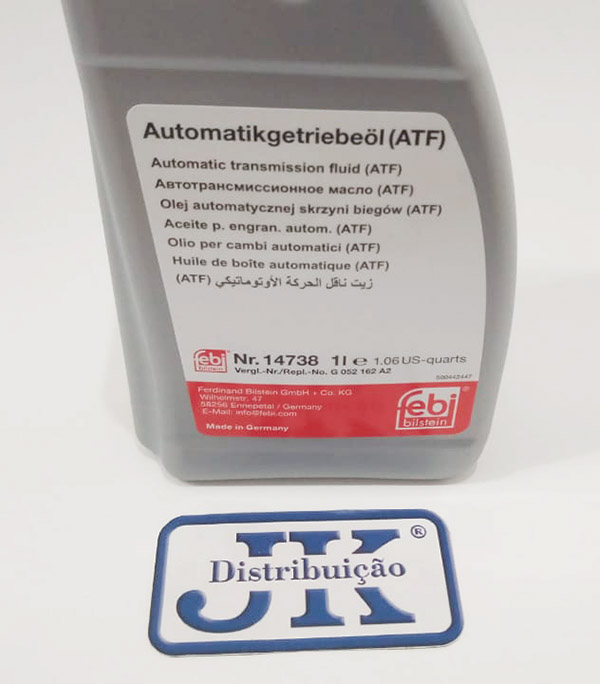 Automatikgetriebeöl (ATF)
Automatic transmission fluid (ATF)
Автотрансмиссионное масло (ATF)
Olej automatycznej skrzyni biegów (ATF)
Aceite p. engran. autom. (ATF)
Olio per cambi automatici (ATF)
Huile de boîte automatique (ATF)
زيت ناقل الحركة الأوتوماتيكي (ATF)
febi bilstein Nr. 14738 1l e 1.06 US-quarts
Vergl.-Nr./Repl.-No. G 052 162 A2
500442447
Ferdinand Bilstein GmbH + Co. KG
Wilhelmstr. 47
58256 Ennepetal / Germany
E-Mail: info@febi.com
Made in Germany
febi ®
bilstein
JK ®
Distribuição